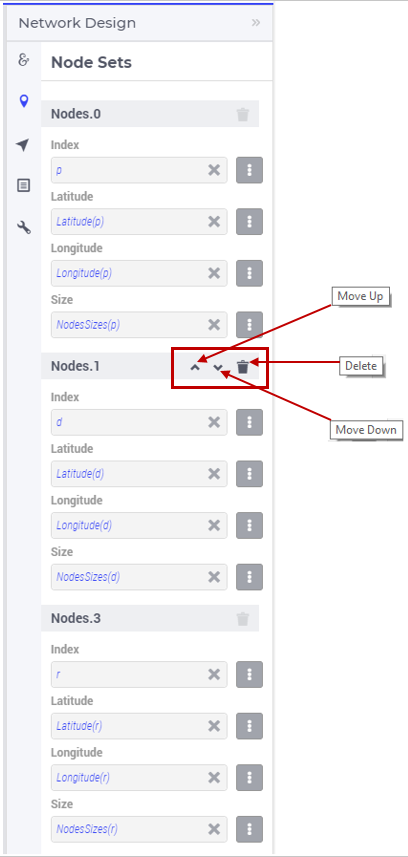 Network Design »
&
Node Sets
Nodes.0
Index
p
Latitude
Latitude(p)
Longitude
Longitude(p)
Size
NodesSizes(p)
Move Up
Nodes.1
Delete
Index
d
Move Down
Latitude
Latitude(d)
Longitude
Longitude(d)
Size
NodesSizes(d)
Nodes.3
Index
r
Latitude
Latitude(r)
Longitude
Longitude(r)
Size
NodesSizes(r)